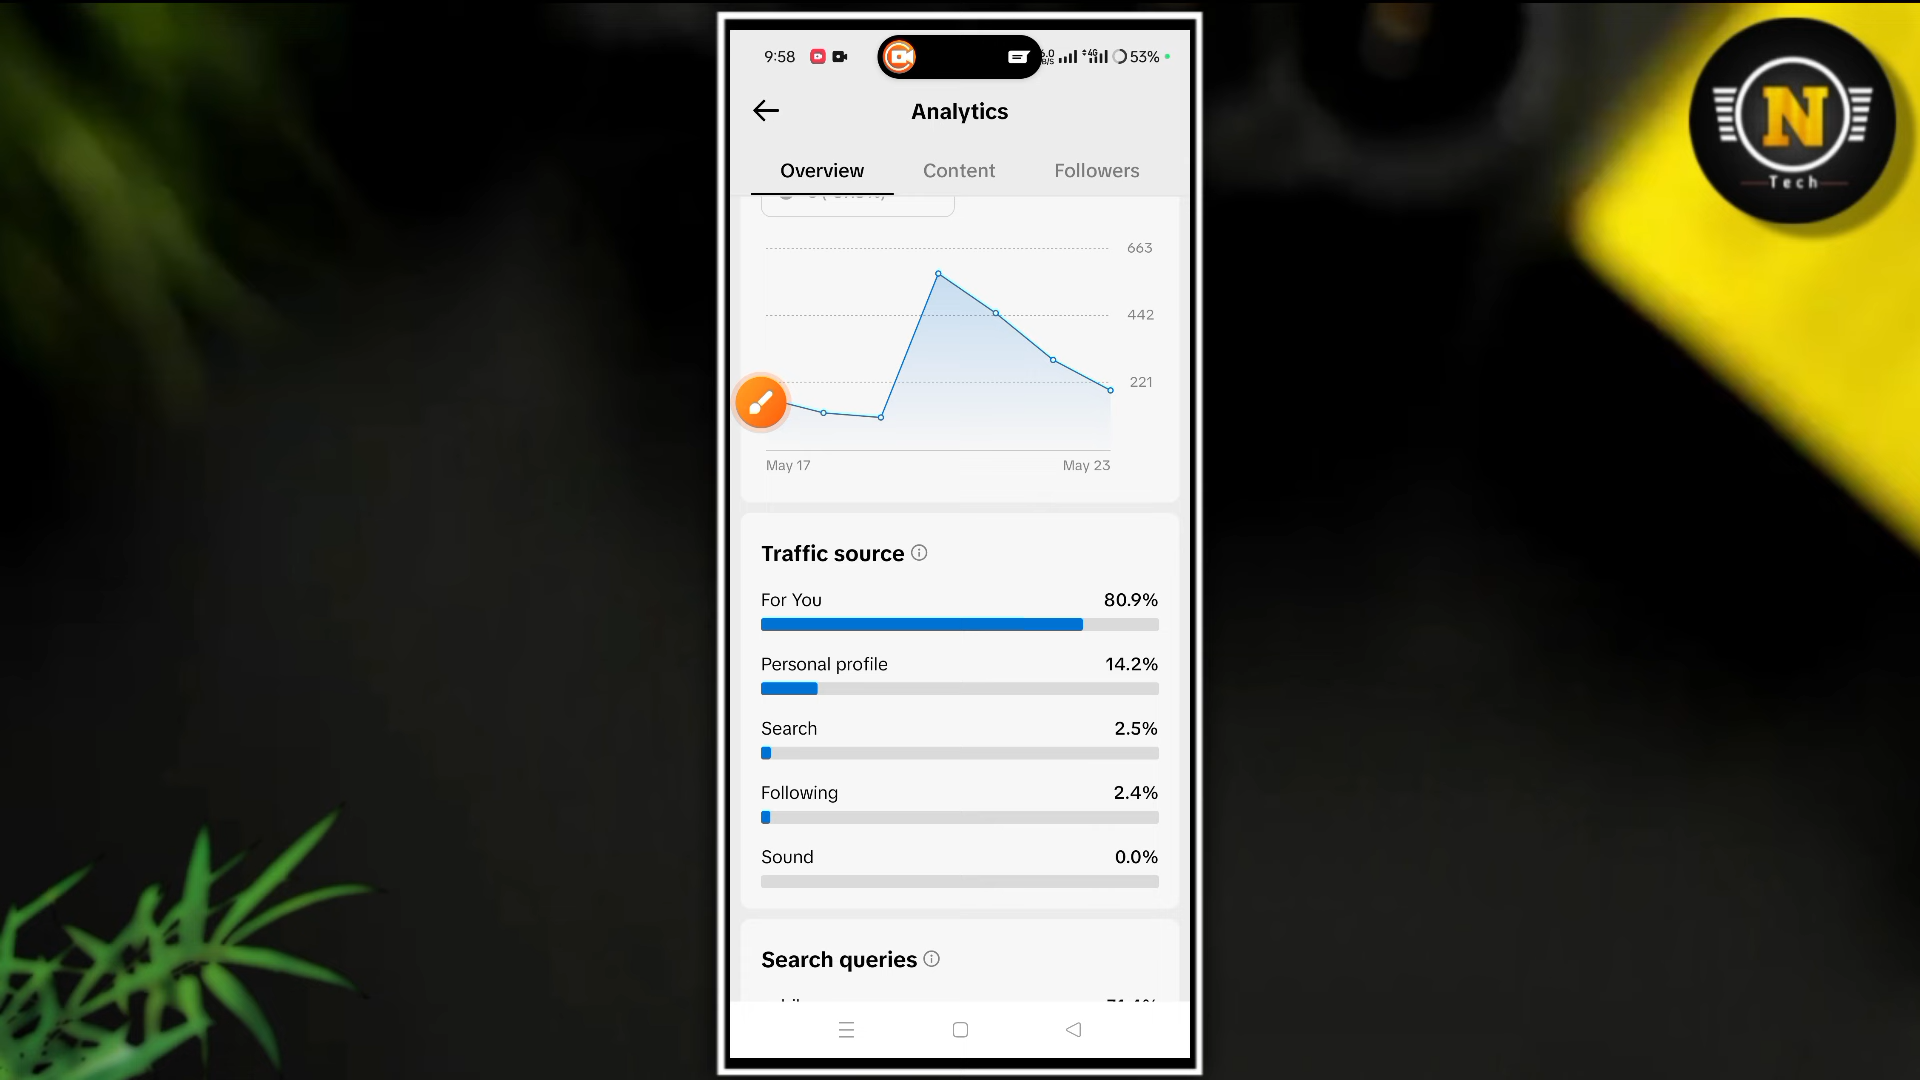 9:58
53%
Analytics
Overview Content Followers
663
442
221
May 17 May 23
Traffic source
For You 80.9%
Personal profile 14.2%
Search 2.5%
Following 2.4%
Sound 0.0%
Search queries
N
Tech